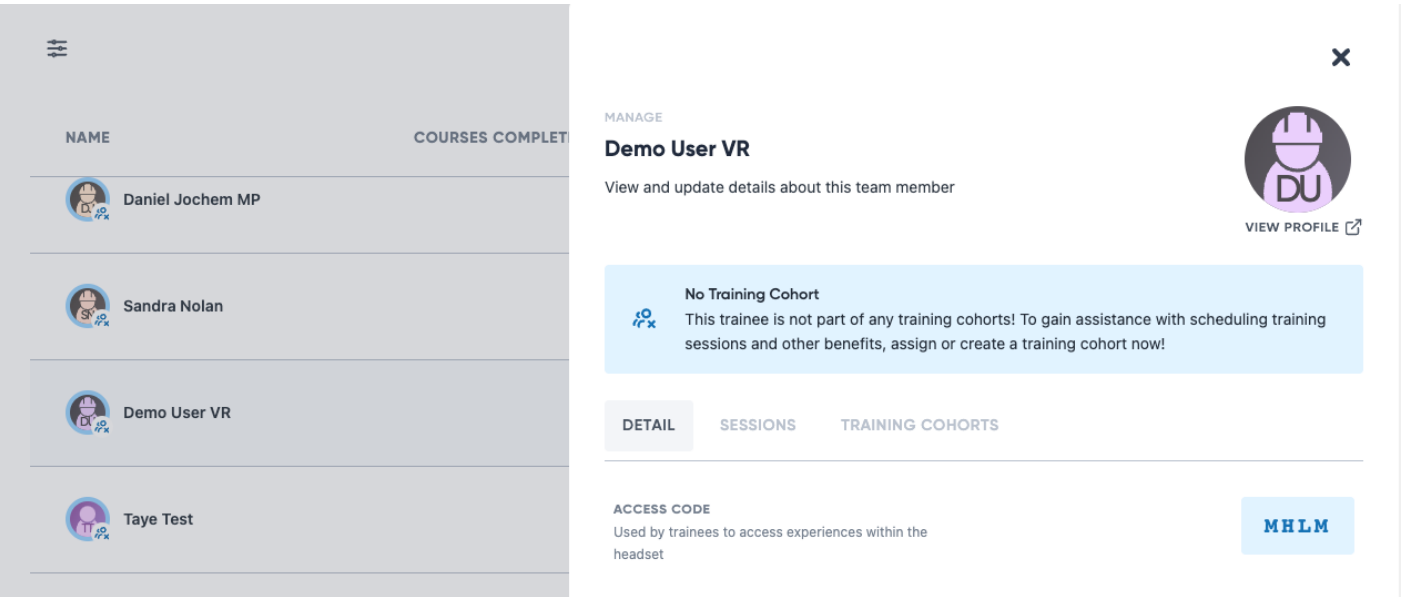 NAME
COURSES COMPLET
Daniel Jochem MP
Sandra Nolan
SN
Demo User VR
DU
Taye Test
MANAGE
Demo User VR
View and update details about this team member
DU
VIEW PROFILE
No Training Cohort
This trainee is not part of any training cohorts! To gain assistance with scheduling training
sessions and other benefits, assign or create a training cohort now!
DETAIL
SESSIONS
TRAINING COHORTS
ACCESS CODE
Used by trainees to access experiences within the
headset
MHLM